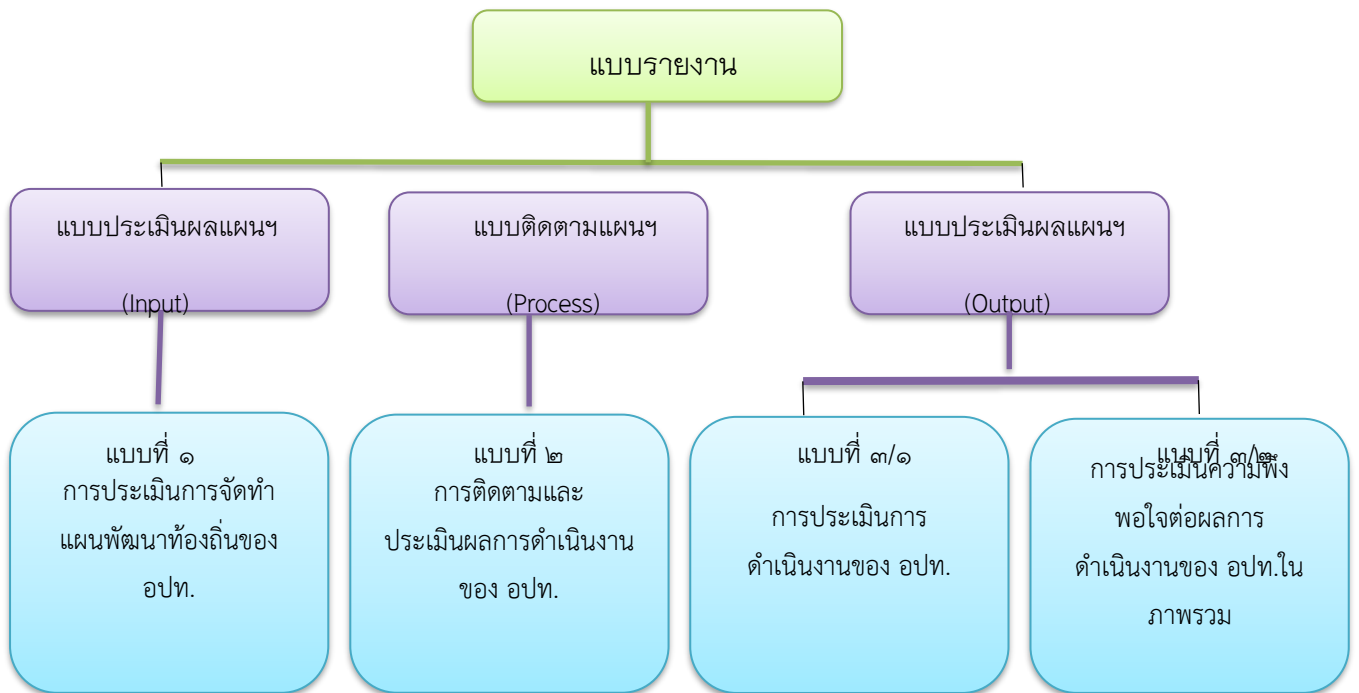 แบบรายงาน
แบบประเมินผลแผนฯ
(Input)
แบบติดตามแผนฯ
(Process)
แบบประเมินผลแผนฯ
(Output)
แบบที่ ๑
การประเมินการจัดทำ
แผนพัฒนาท้องถิ่นของ
อปท.
แบบที่ ๒
การติดตามและ
ประเมินผลการดำเนินงาน
ของ อปท.
แบบที่ ๓/๑
การประเมินการ
ดำเนินงานของ อปท.
แบบที่ ๓/๒
การประเมินความพึง
พอใจต่อผลการ
ดำเนินงานของ อปท.ใน
ภาพรวม